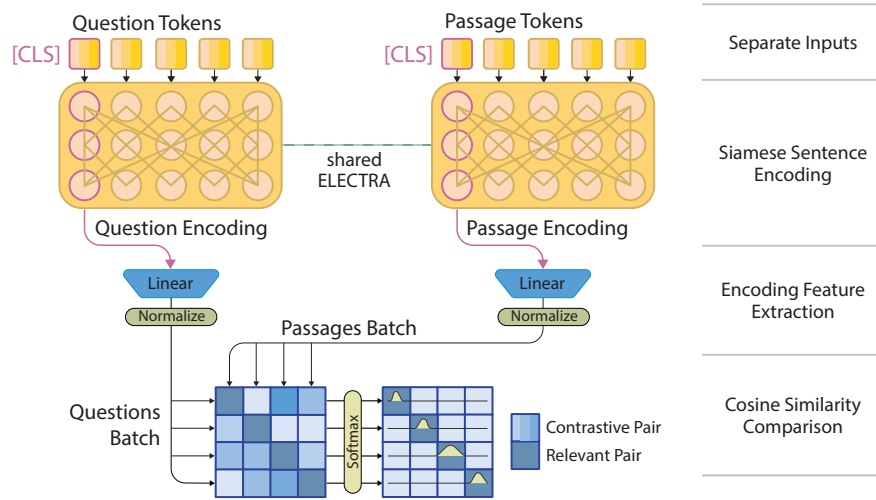 Question Tokens
Passage Tokens
Separate Inputs
[CLS]
[CLS]
shared
ELECTRA
Siamese Sentence
Encoding
Question Encoding
Passage Encoding
Linear
Linear
Encoding Feature
Extraction
Normalize
Normalize
Passages Batch
Questions
Batch
Softmax
Contrastive Pair
Relevant Pair
Cosine Similarity
Comparison